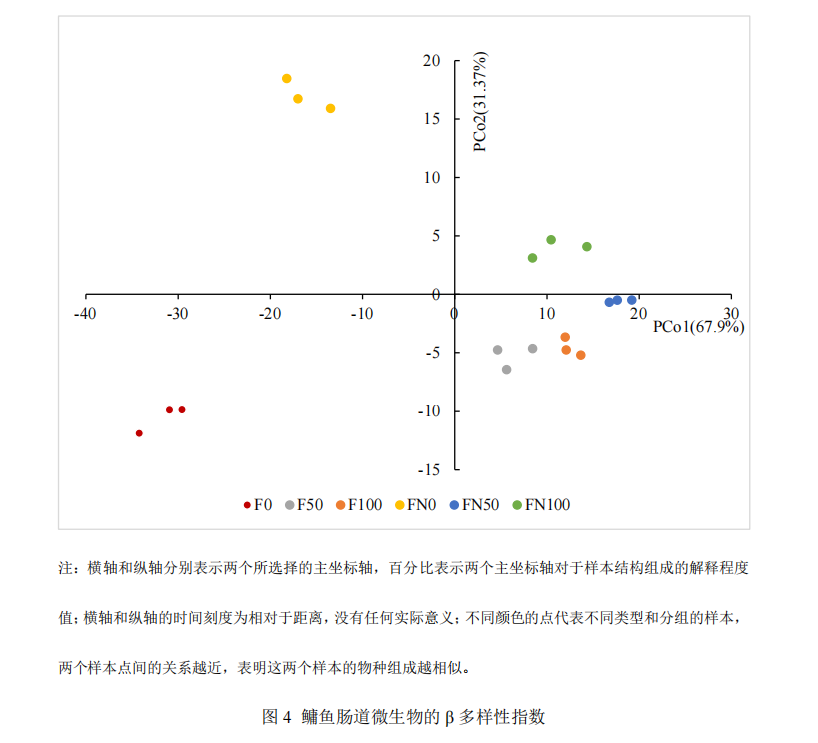 20
PCo2(31.37%)
15
10
5
0
-40 -30 -20 -10 0 10 20 30
PCo1(67.9%)
-5
-10
-15
F0 F50 F100 FN0 FN50 FN100
注：横轴和纵轴分别表示两个所选择的主坐标轴，百分比表示两个主坐标轴对于样本结构组成的解释程度
值；横轴和纵轴的时间刻度为相对于距离，没有任何实际意义；不同颜色的点代表不同类型和分组的样本，
两个样本点间的关系越近，表明这两个样本的物种组成越相似。
图 4 鳙鱼肠道微生物的 β 多样性指数